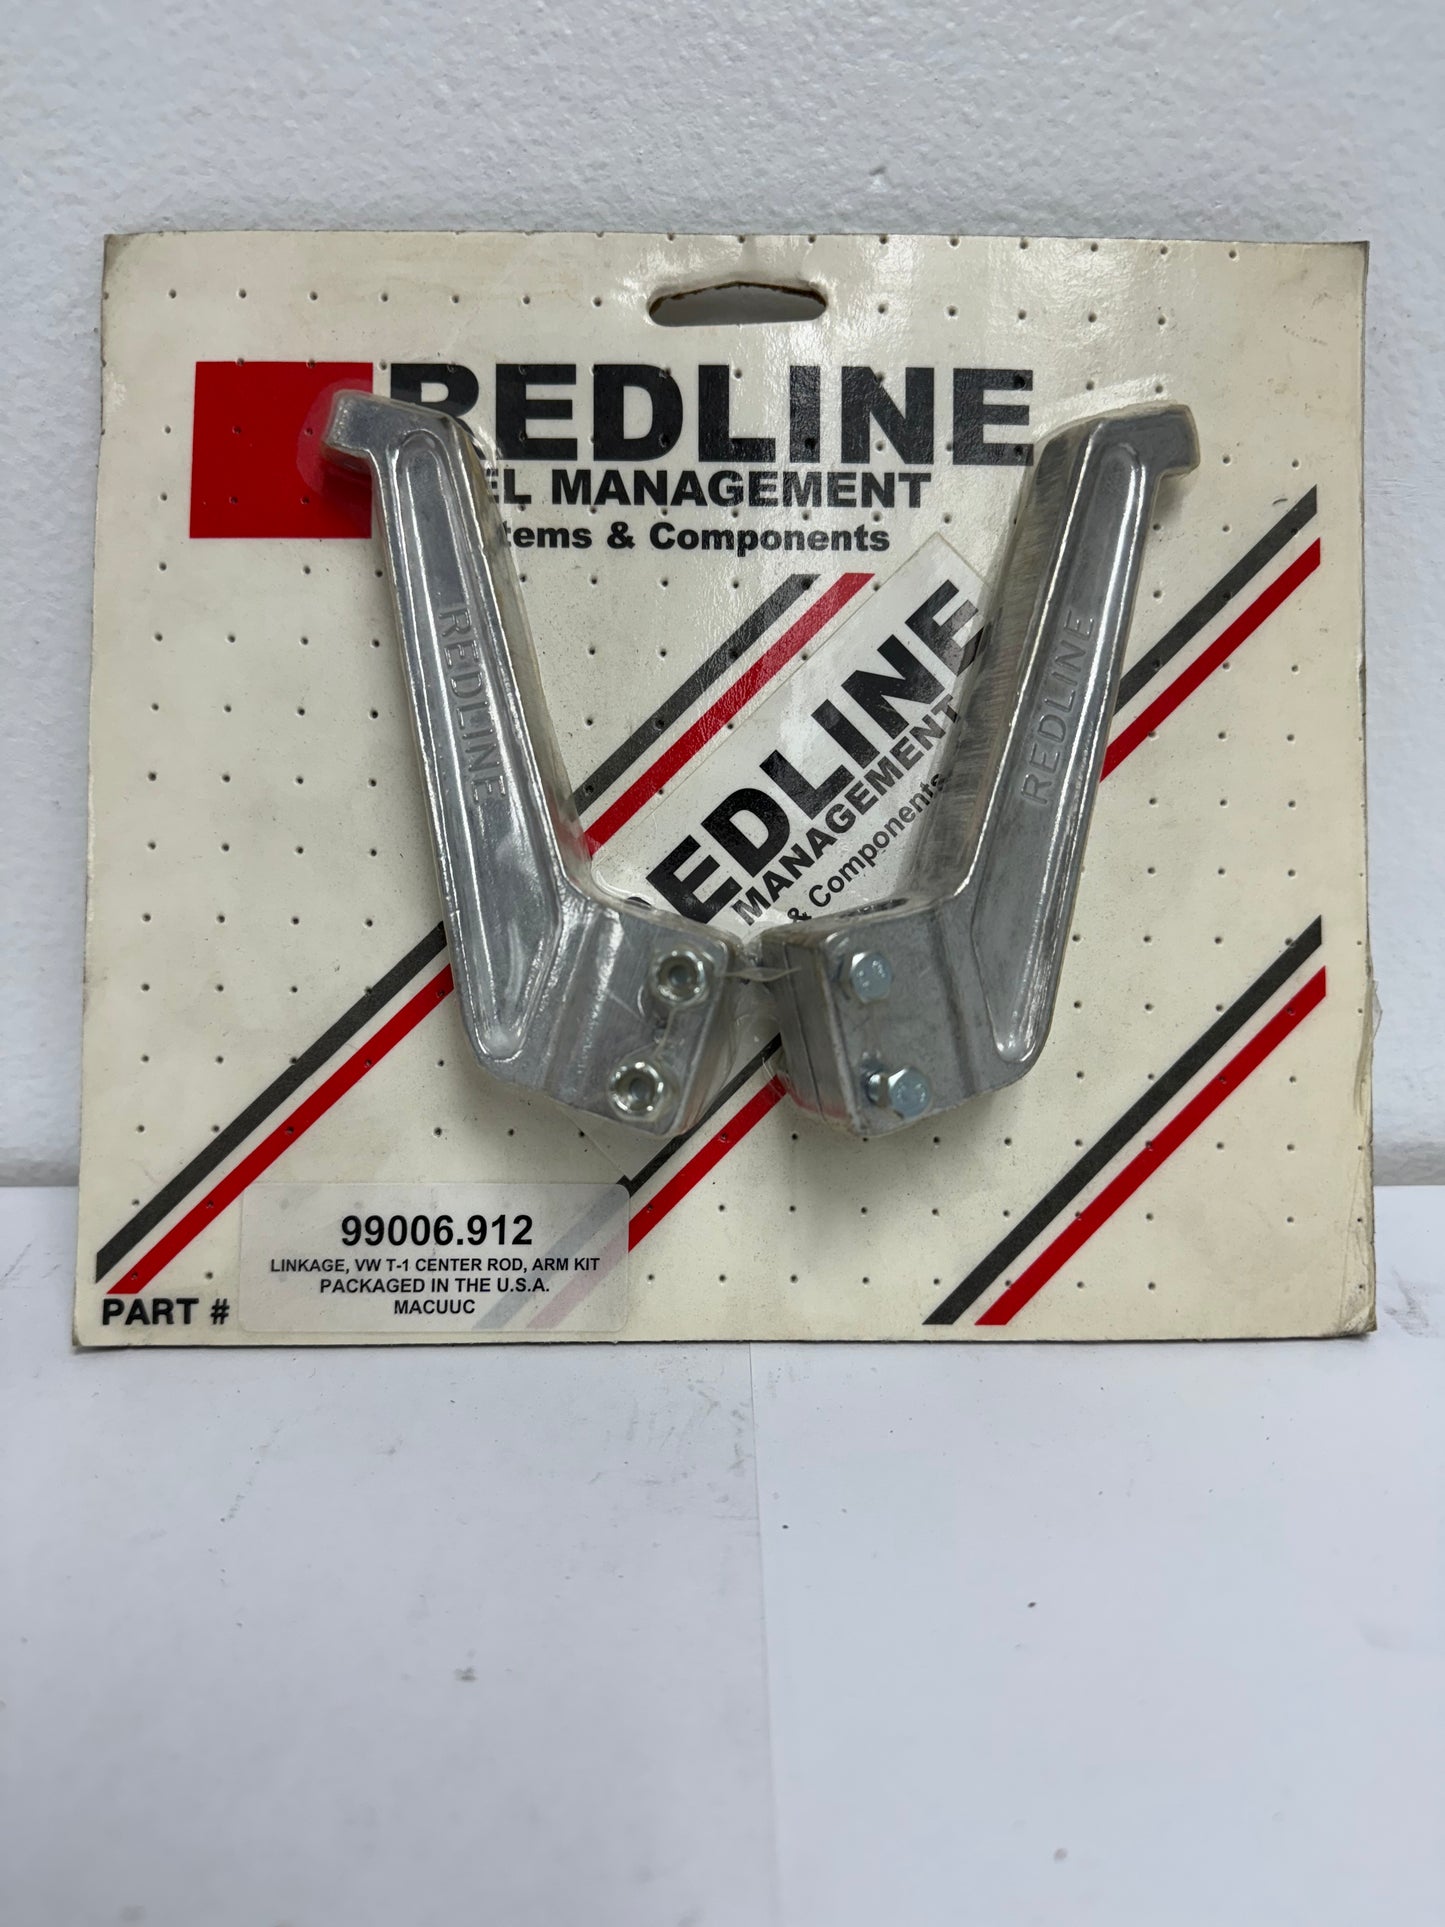 REDLINE
EL MANAGEMENT
tems & Components
REDLINE
REDLINE
EDLINE
MANAGEMENT
& Components
99006.912
LINKAGE, VW T-1 CENTER ROD, ARM KIT
PACKAGED IN THE U.S.A.
MACUUC
PART #